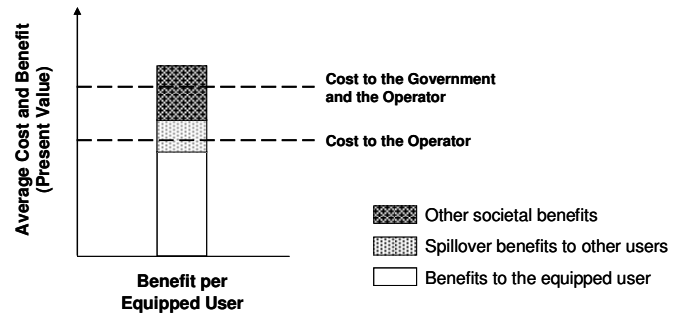 Average Cost and Benefit
(Present Value)
Cost to the Government
and the Operator
Cost to the Operator
Other societal benefits
Spillover benefits to other users
Benefits to the equipped user
Benefit per
Equipped User